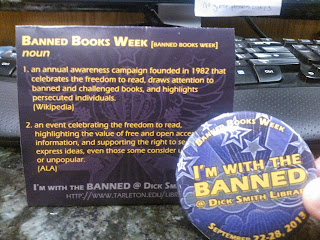 BANNED BOOKS WEEK [BANNED BOOKS WEEK]
noun
1. an annual awareness campaign founded in 1982 that
celebrates the freedom to read, draws attention to
banned and challenged books, and highlights
persecuted individuals.
(Wikipedia)
2. an event celebrating the freedom to read,
highlighting the value of free and open access
information, and supporting the right to
express ideas, even those some consider
or unpopular.
(ALA)
I'M WITH THE BANNED @ DICK SMITH
HTTP://WWW.TARLETON.EDU/LIBR
BANNED BOOKS WEEK
I'M WITH THE
BANNED
@ DICK SMITH LIBRARY
SEPTEMBER 22-28, 2013